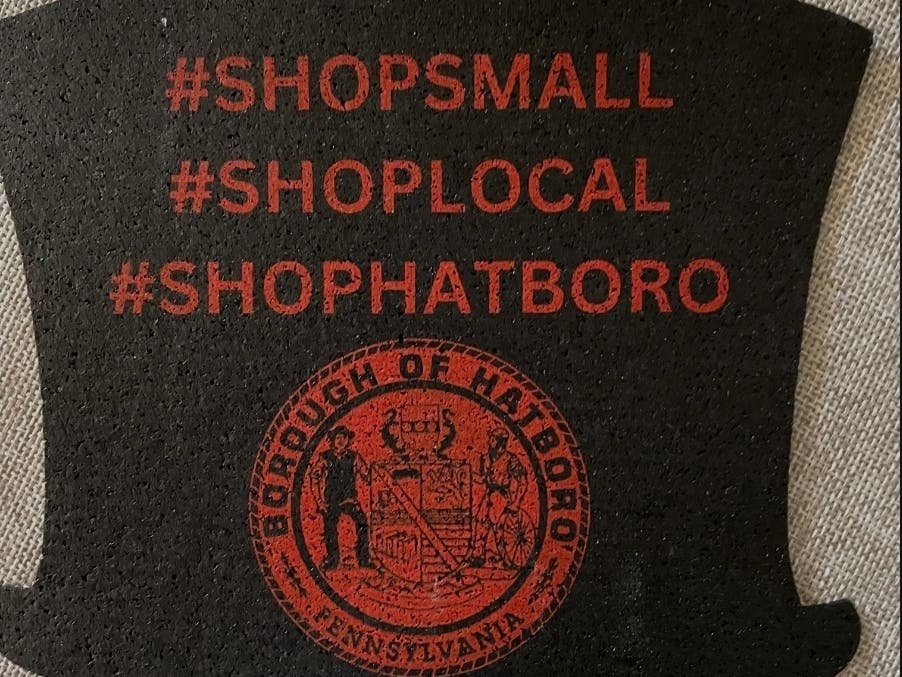 #SHOPSMALL
#SHOPLOCAL
#SHOPHATBORO
BOROUGH OF HATBORO
PENNSYLVANIA